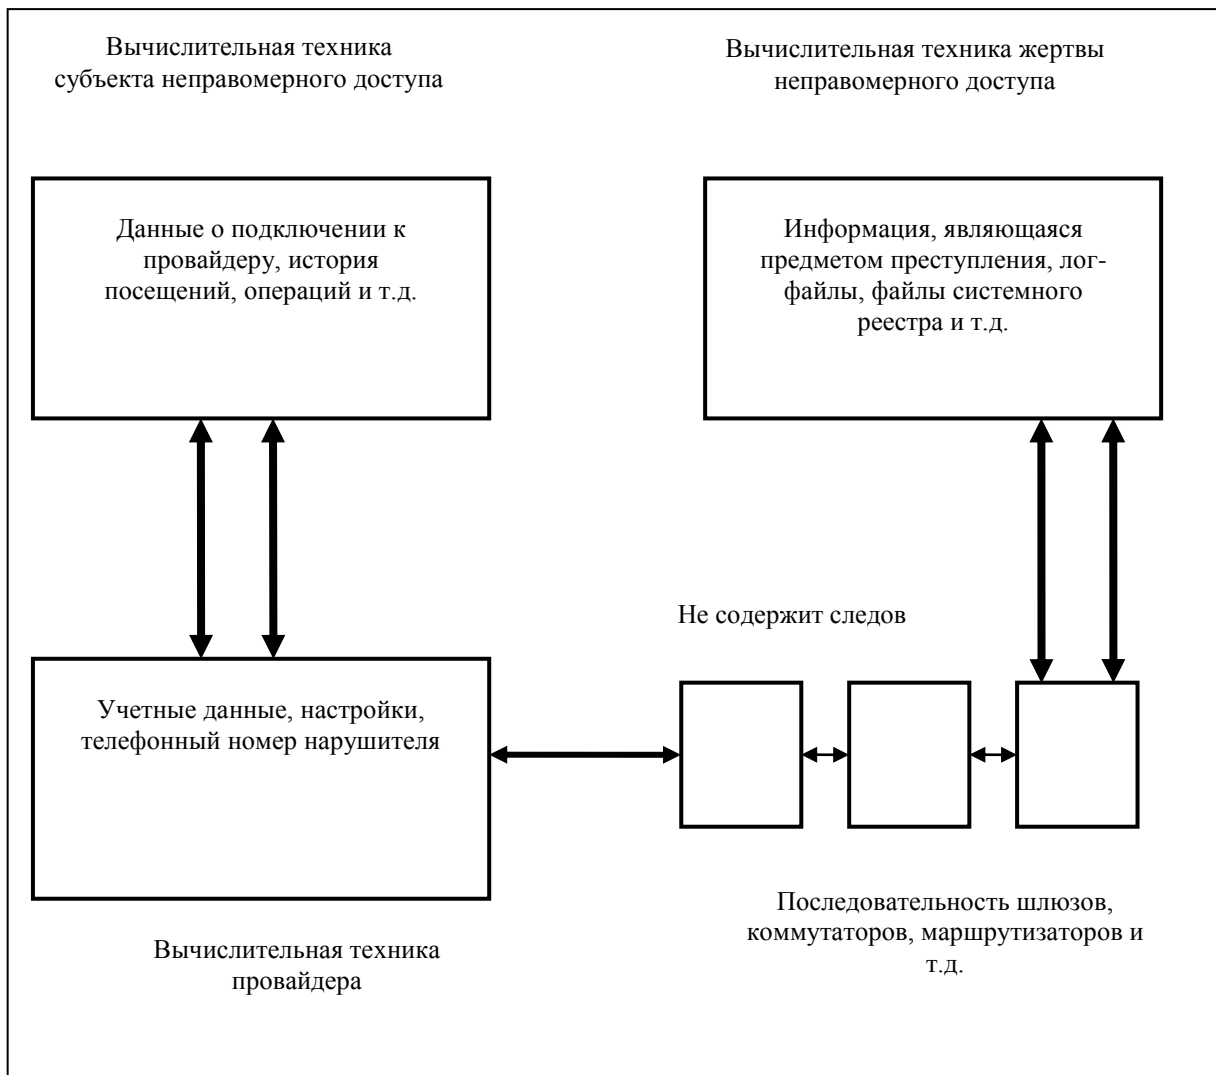 Вычислительная техника
субъекта неправомерного доступа
Вычислительная техника жертвы
неправомерного доступа
Данные о подключении к
провайдеру, история
посещений, операций и т.д.
Информация, являющаяся
предметом преступления, лог-
файлы, файлы системного
реестра и т.д.
Не содержит следов
Учетные данные, настройки,
телефонный номер нарушителя
Вычислительная техника
провайдера
Последовательность шлюзов,
коммутаторов, маршрутизаторов и
т.д.